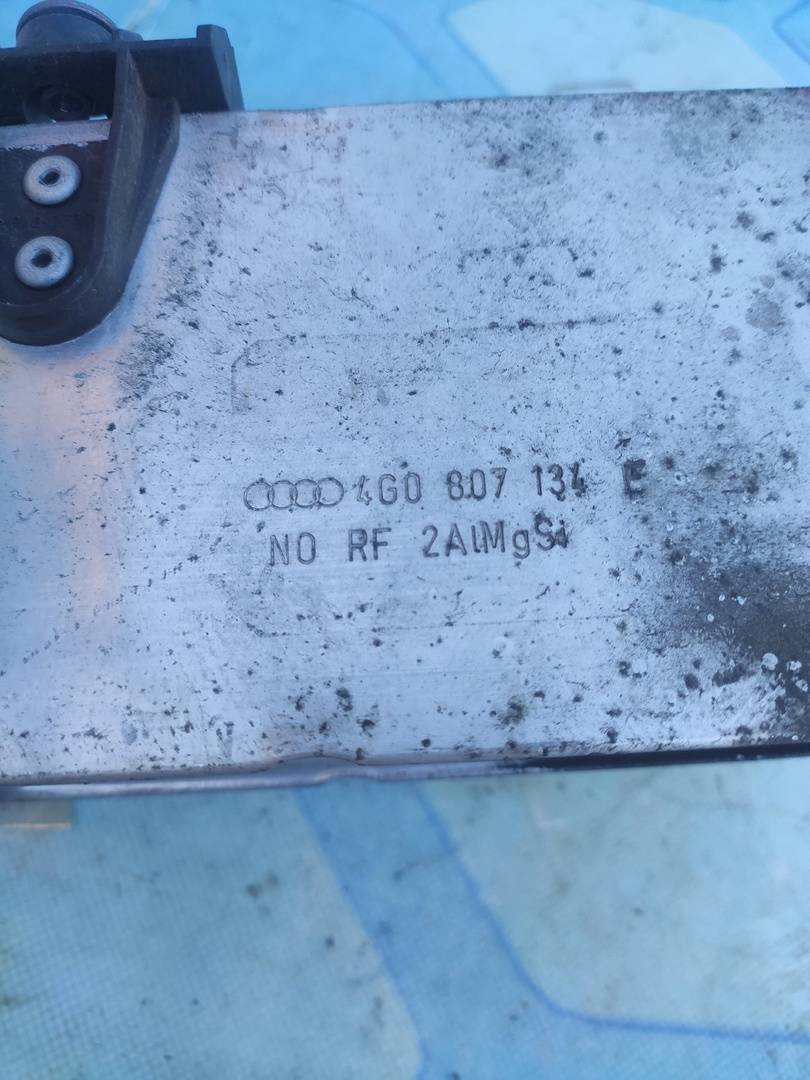 4G0 807 134 E
NO RF 2AlMgSi